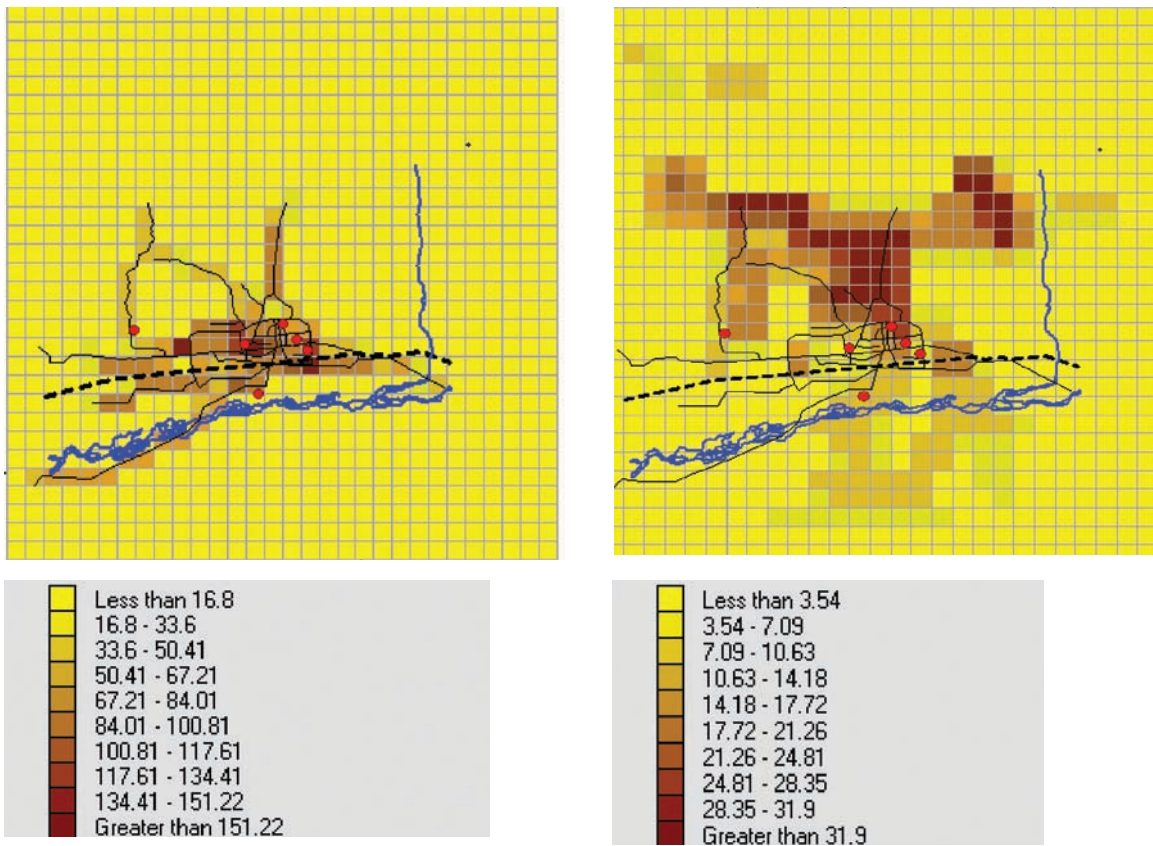 Less than 16.8
16.8 - 33.6
33.6 - 50.41
50.41 - 67.21
67.21 - 84.01
84.01 - 100.81
100.81 - 117.61
117.61 - 134.41
134.41 - 151.22
Greater than 151.22
Less than 3.54
3.54 - 7.09
7.09 - 10.63
10.63 - 14.18
14.18 - 17.72
17.72 - 21.26
21.26 - 24.81
24.81 - 28.35
28.35 - 31.9
Greater than 31.9